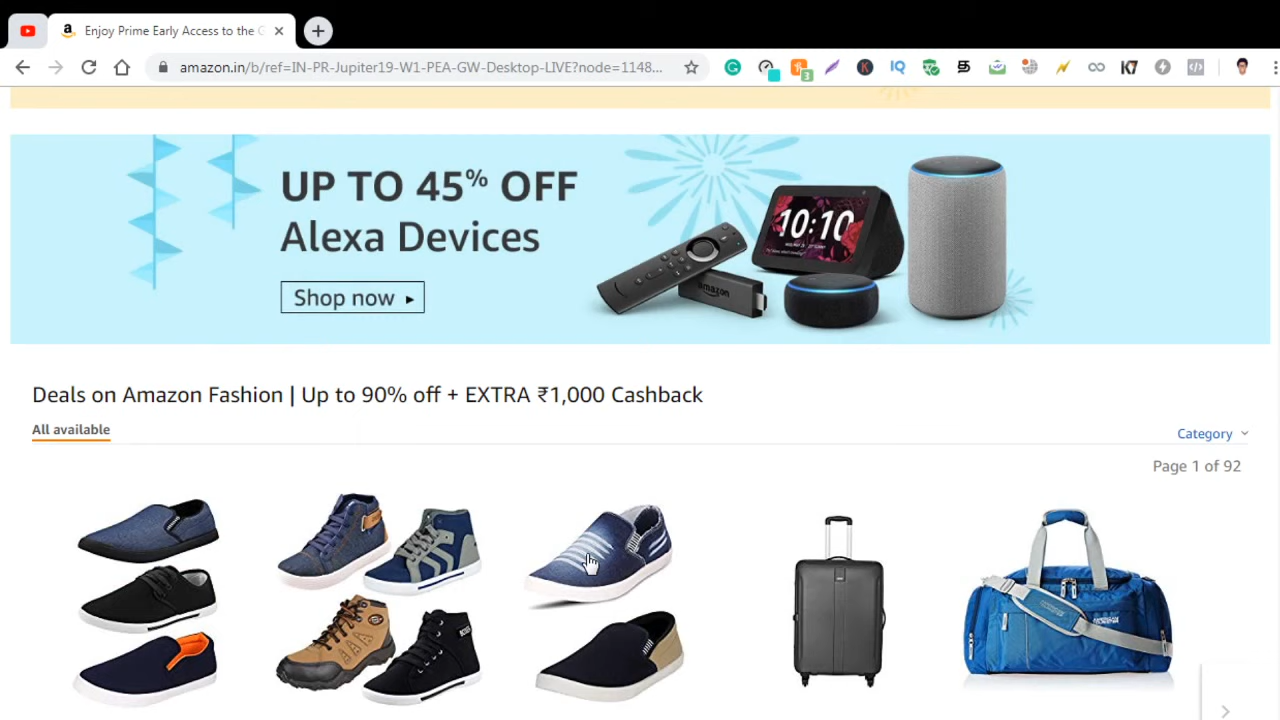 Enjoy Prime Early Access to the G
amazon.in/b/ref=IN-PR-Jupiter19-W1-PEA-GW-Desktop-LIVE?node=1148...
3
UP TO 45% OFF
Alexa Devices
Shop now ▸
10:10
amazon
Deals on Amazon Fashion | Up to 90% off + EXTRA ₹1,000 Cashback
All available
Category
Page 1 of 92